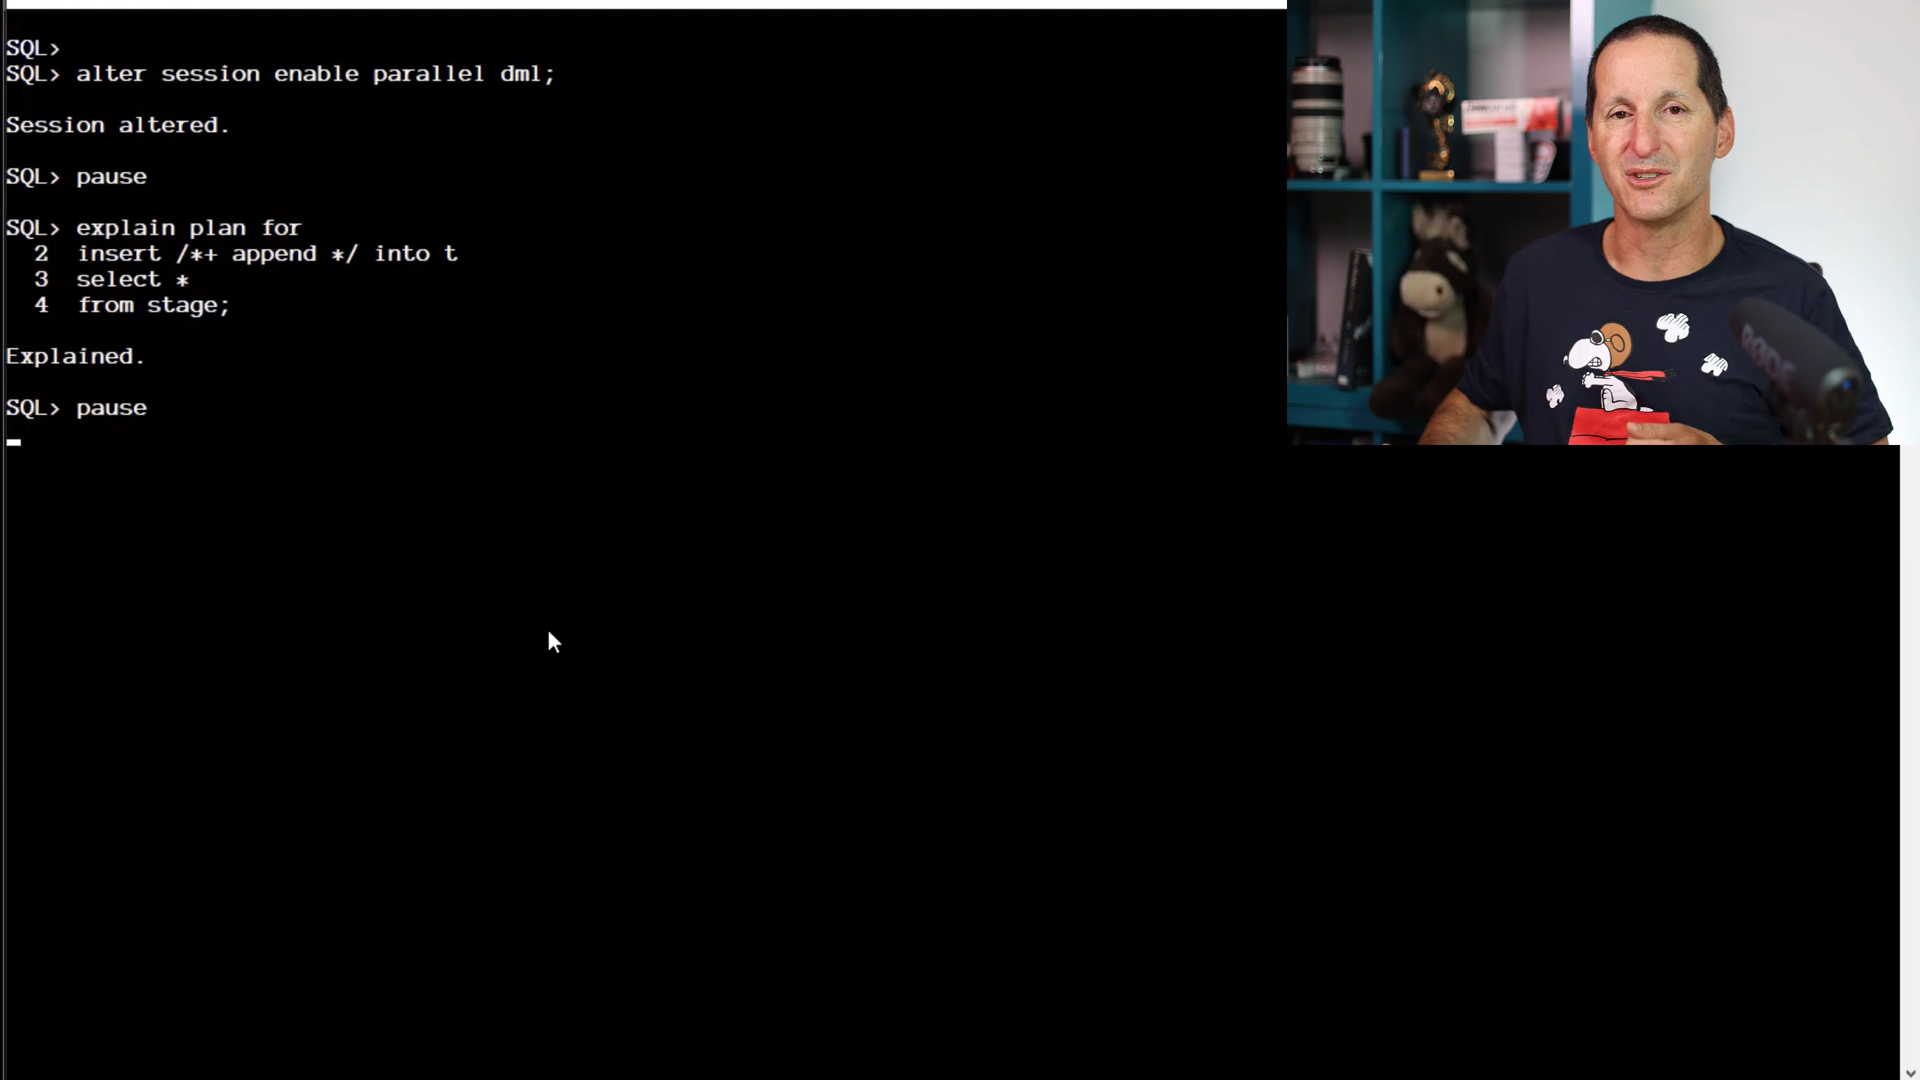 SQL>
SQL> alter session enable parallel dml;
Session altered.
SQL> pause
SQL> explain plan for
2 insert /*+ append */ into t
3 select *
4 from stage;
Explained.
SQL> pause
RØDE